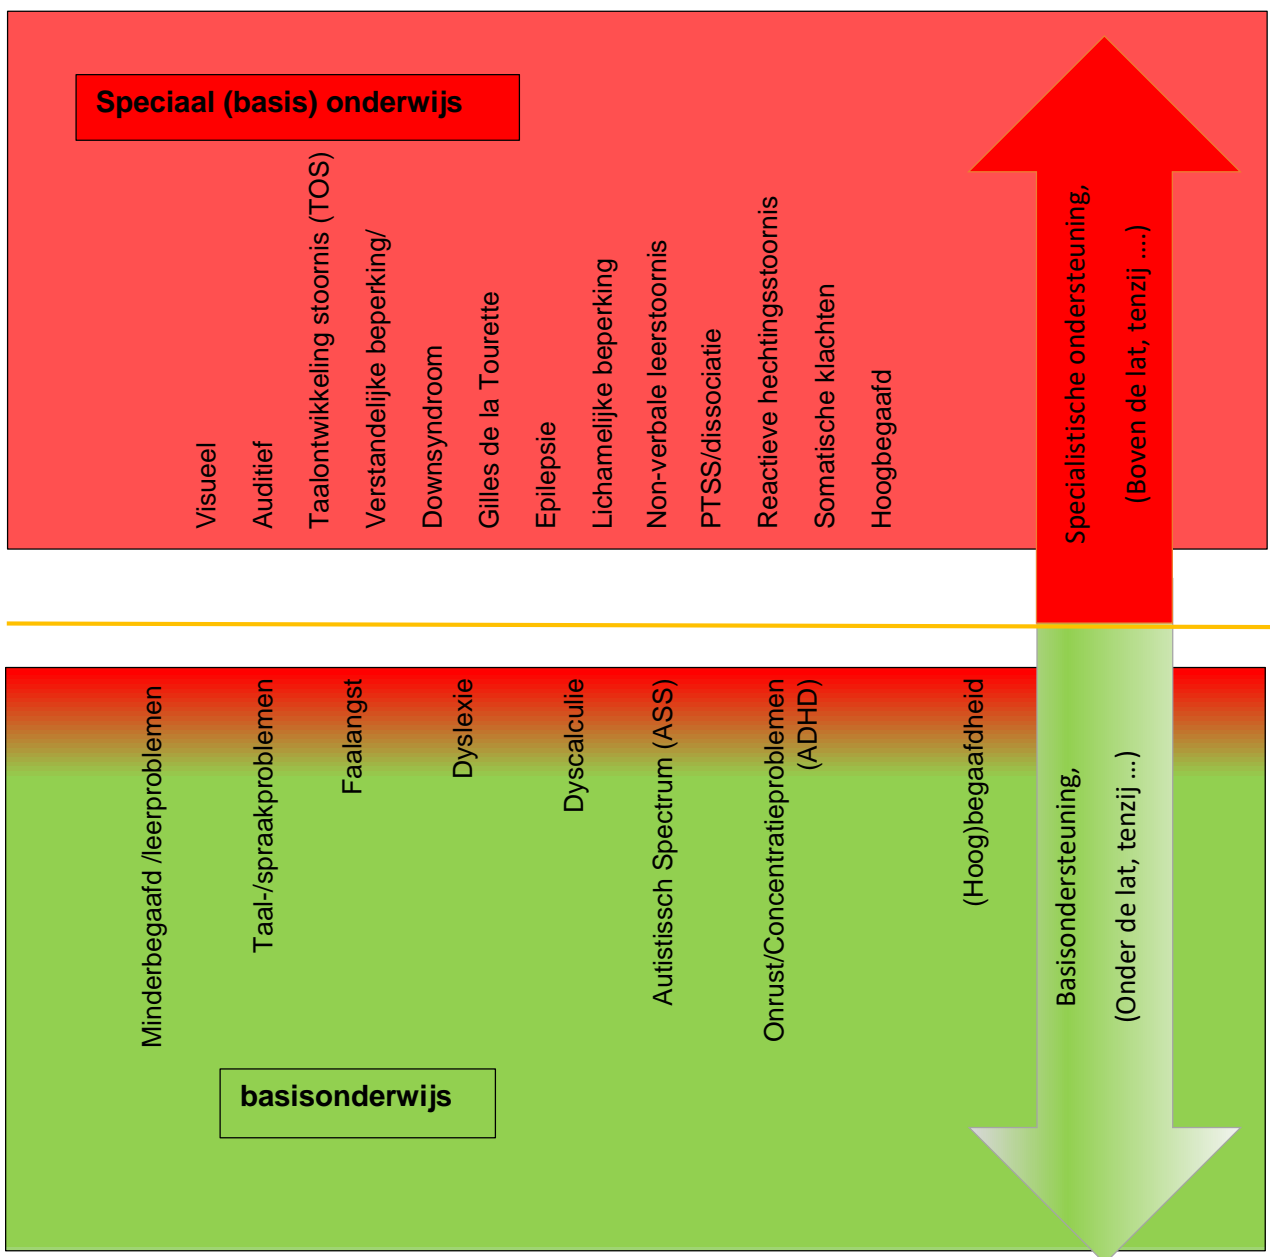 Speciaal (basis) onderwijs
Visueel
Auditief
Taalontwikkeling stoornis (TOS)
Verstandelijke beperking/
Downsyndroom
Gilles de la Tourette
Epilepsie
Lichamelijke beperking
Non-verbale leerstoornis
PTSS/dissociatie
Reactieve hechtingsstoornis
Somatische klachten
Hoogbegaafd
Specialistische ondersteuning,
(Boven de lat, tenzij ....)
Minderbegaafd /leerproblemen
Taal-/spraakproblemen
Faalangst
Dyslexie
Dyscalculie
Autistissch Spectrum (ASS)
Onrust/Concentratieproblemen
(ADHD)
(Hoog)begaafdheid
Basisondersteuning,
(Onder de lat, tenzij ...)
basisonderwijs